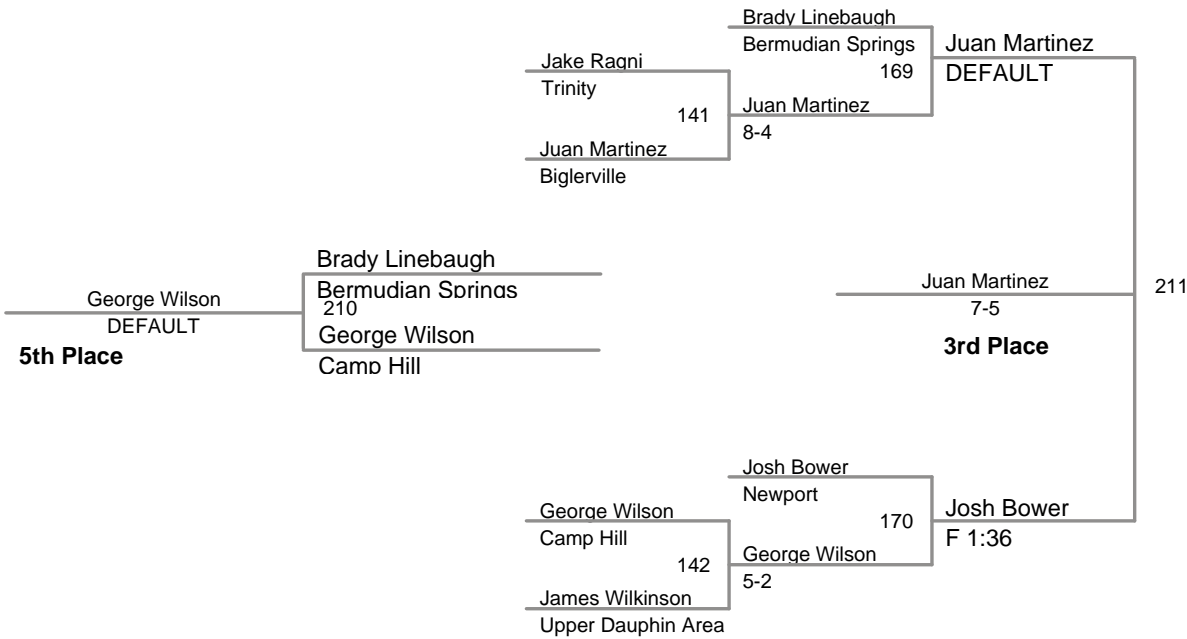 Brady Linebaugh
Bermudian Springs
169
Juan Martinez
DEFAULT
Jake Ragni
Trinity
141
Juan Martinez
8-4
Juan Martinez
Biglerville
Brady Linebaugh
Bermudian Springs
210
George Wilson
Camp Hill
George Wilson
DEFAULT
5th Place
Juan Martinez
7-5
3rd Place
211
Josh Bower
Newport
170
Josh Bower
F 1:36
George Wilson
Camp Hill
142
George Wilson
5-2
James Wilkinson
Upper Dauphin Area